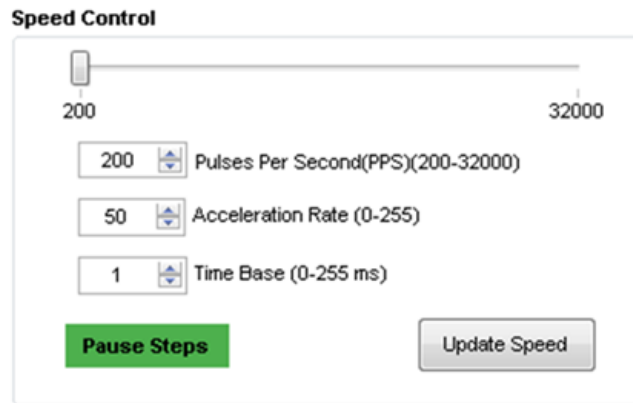 Speed Control
200 32000
200 Pulses Per Second(PPS)(200-32000)
50 Acceleration Rate (0-255)
1 Time Base (0-255 ms)
Pause Steps Update Speed